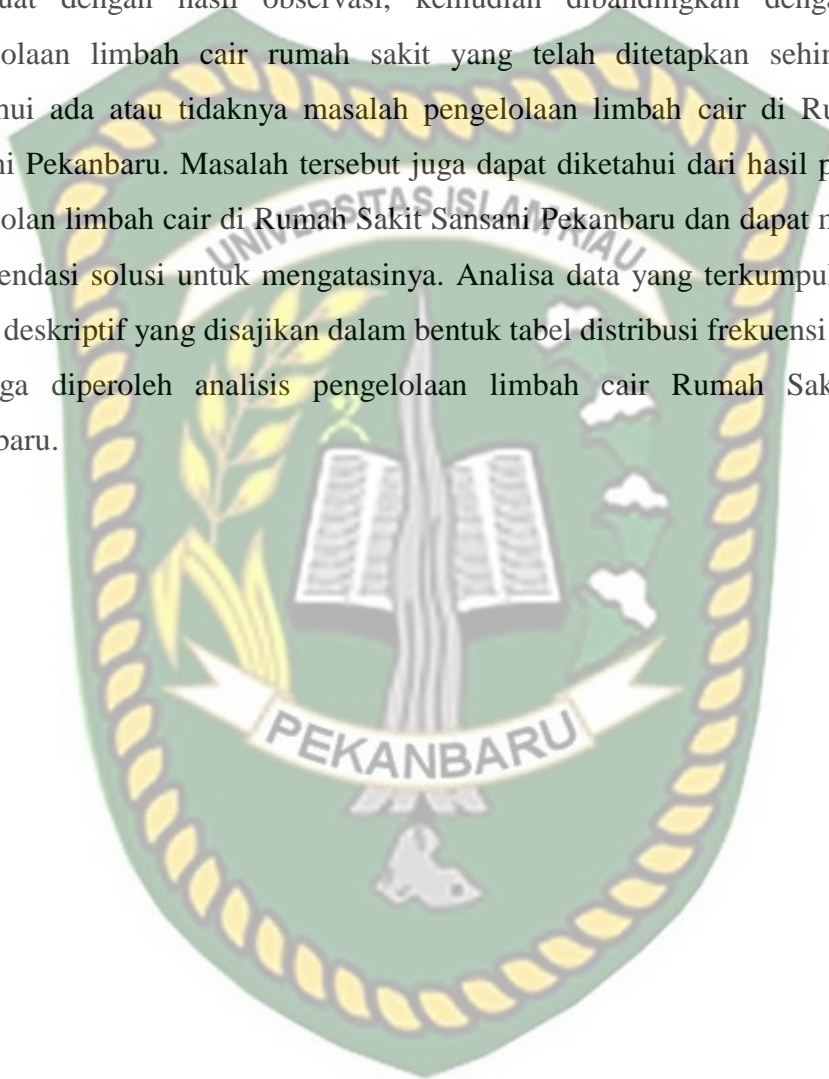 uat dengan hasil observasi, kemudian dibandingkan denga
olaan limbah cair rumah sakit yang telah ditetapkan sehin
hui ada atau tidaknya masalah pengelolaan limbah cair di Ru
ni Pekanbaru. Masalah tersebut juga dapat diketahui dari hasil p
olan limbah cair di Rumah Sakit Sansani Pekanbaru dan dapat m
endasi solusi untuk mengatasinya. Analisa data yang terkumpul
deskriptif yang disajikan dalam bentuk tabel distribusi frekuensi
ga diperoleh analisis pengelolaan limbah cair Rumah Sak
baru.
UNIVERSITAS ISLAM RIAU
PEKANBARU